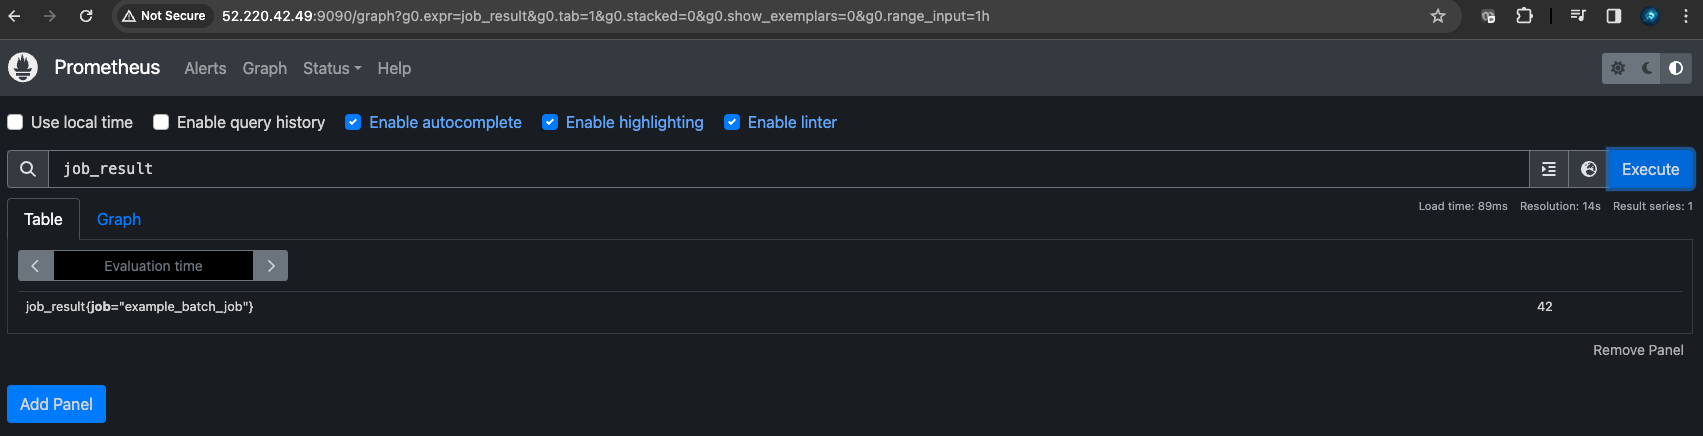 Not Secure 52.220.42.49:9090/graph?g0.expr=job_result&g0.tab=1&g0.stacked=0&g0.show_exemplars=0&g0.range_input=1h
Prometheus Alerts Graph Status Help
Use local time Enable query history Enable autocomplete Enable highlighting Enable linter
job_result Execute
Table Graph Load time: 89ms Resolution: 14s Result series: 1
Evaluation time
job_result{job="example_batch_job"} 42
Remove Panel
Add Panel